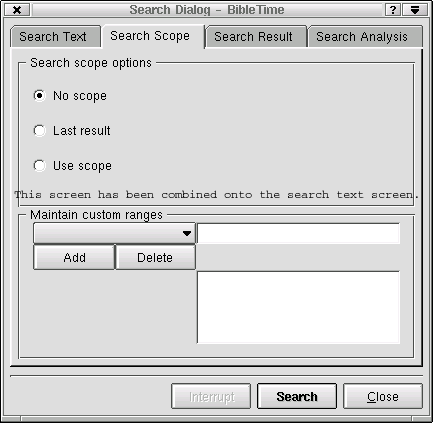 Search Dialog - BibleTime
Search Text Search Scope Search Result Search Analysis
Search scope options
No scope
Last result
Use scope
This screen has been combined onto the search text screen.
Maintain custom ranges
Add Delete
Interrupt Search Close